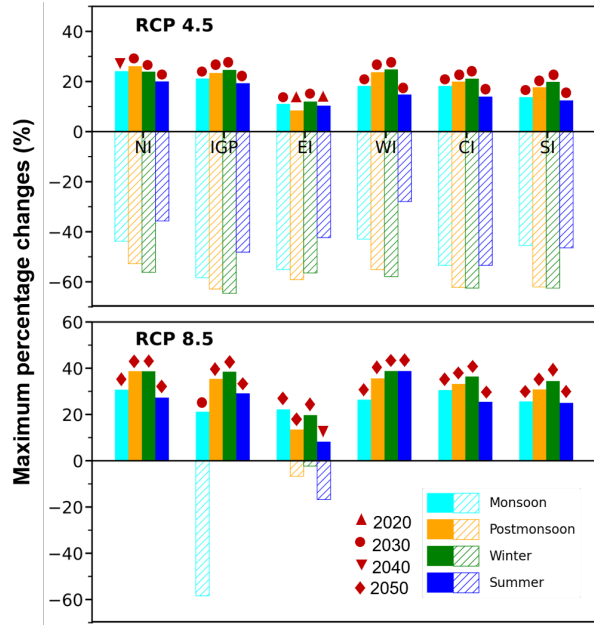 Maximum percentage changes (%)
RCP 4.5
40
20
0
−20
−40
−60
NI IGP EI WI CI SI
RCP 8.5
60
40
20
0
−20
−40
−60
2020
2030
2040
2050
Monsoon
Postmonsoon
Winter
Summer